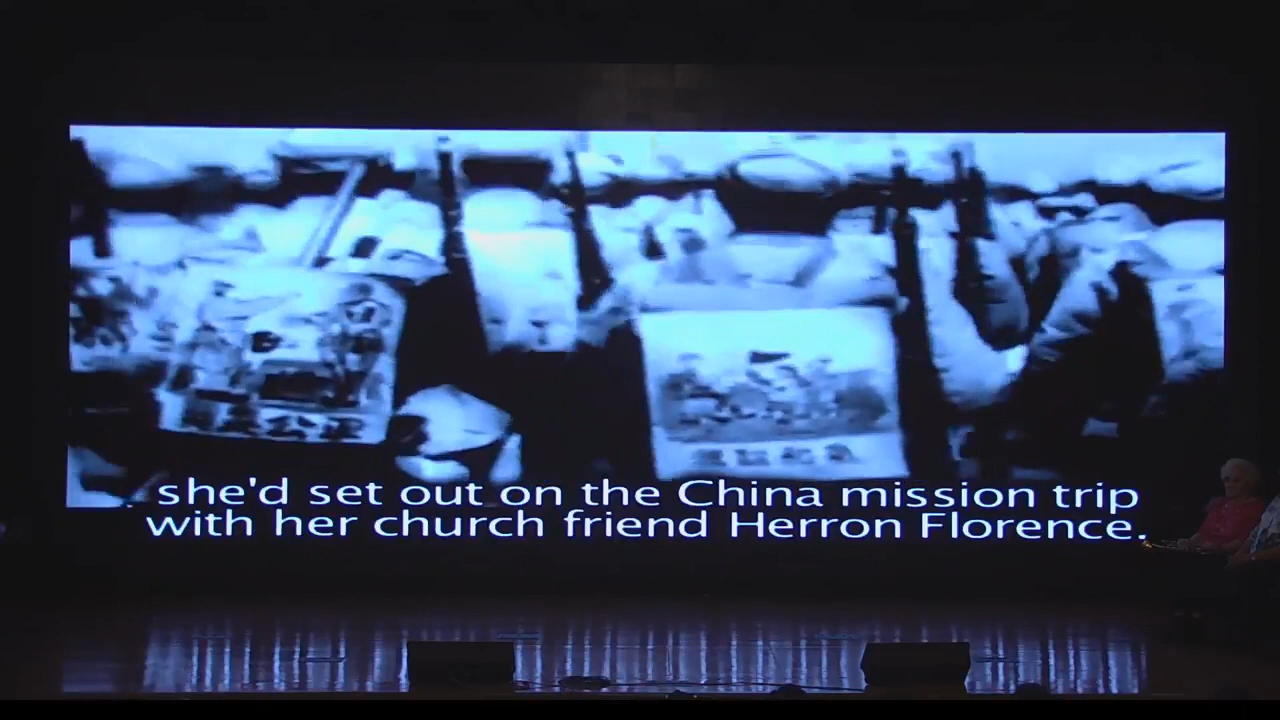 she'd set out on the China mission trip
with her church friend Herron Florence.